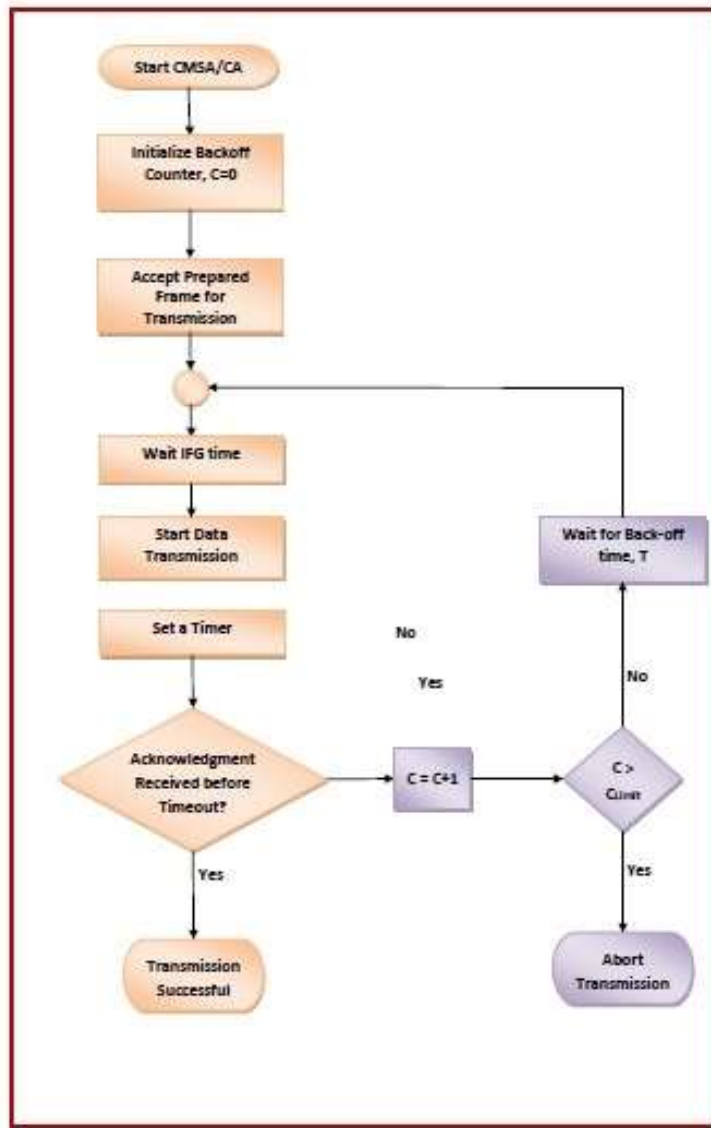 Start CMSA/CA
Initialize Backoff
Counter, C=0
Accept Prepared
Frame for
Transmission
Wait IFG time
Start Data
Transmission
Wait for Back-off
time, T
Set a Timer
No
Yes
No
Acknowledgment
Received before
Timeout?
C = C+1
C >
CLimit
Yes
Yes
Transmission
Successful
Abort
Transmission